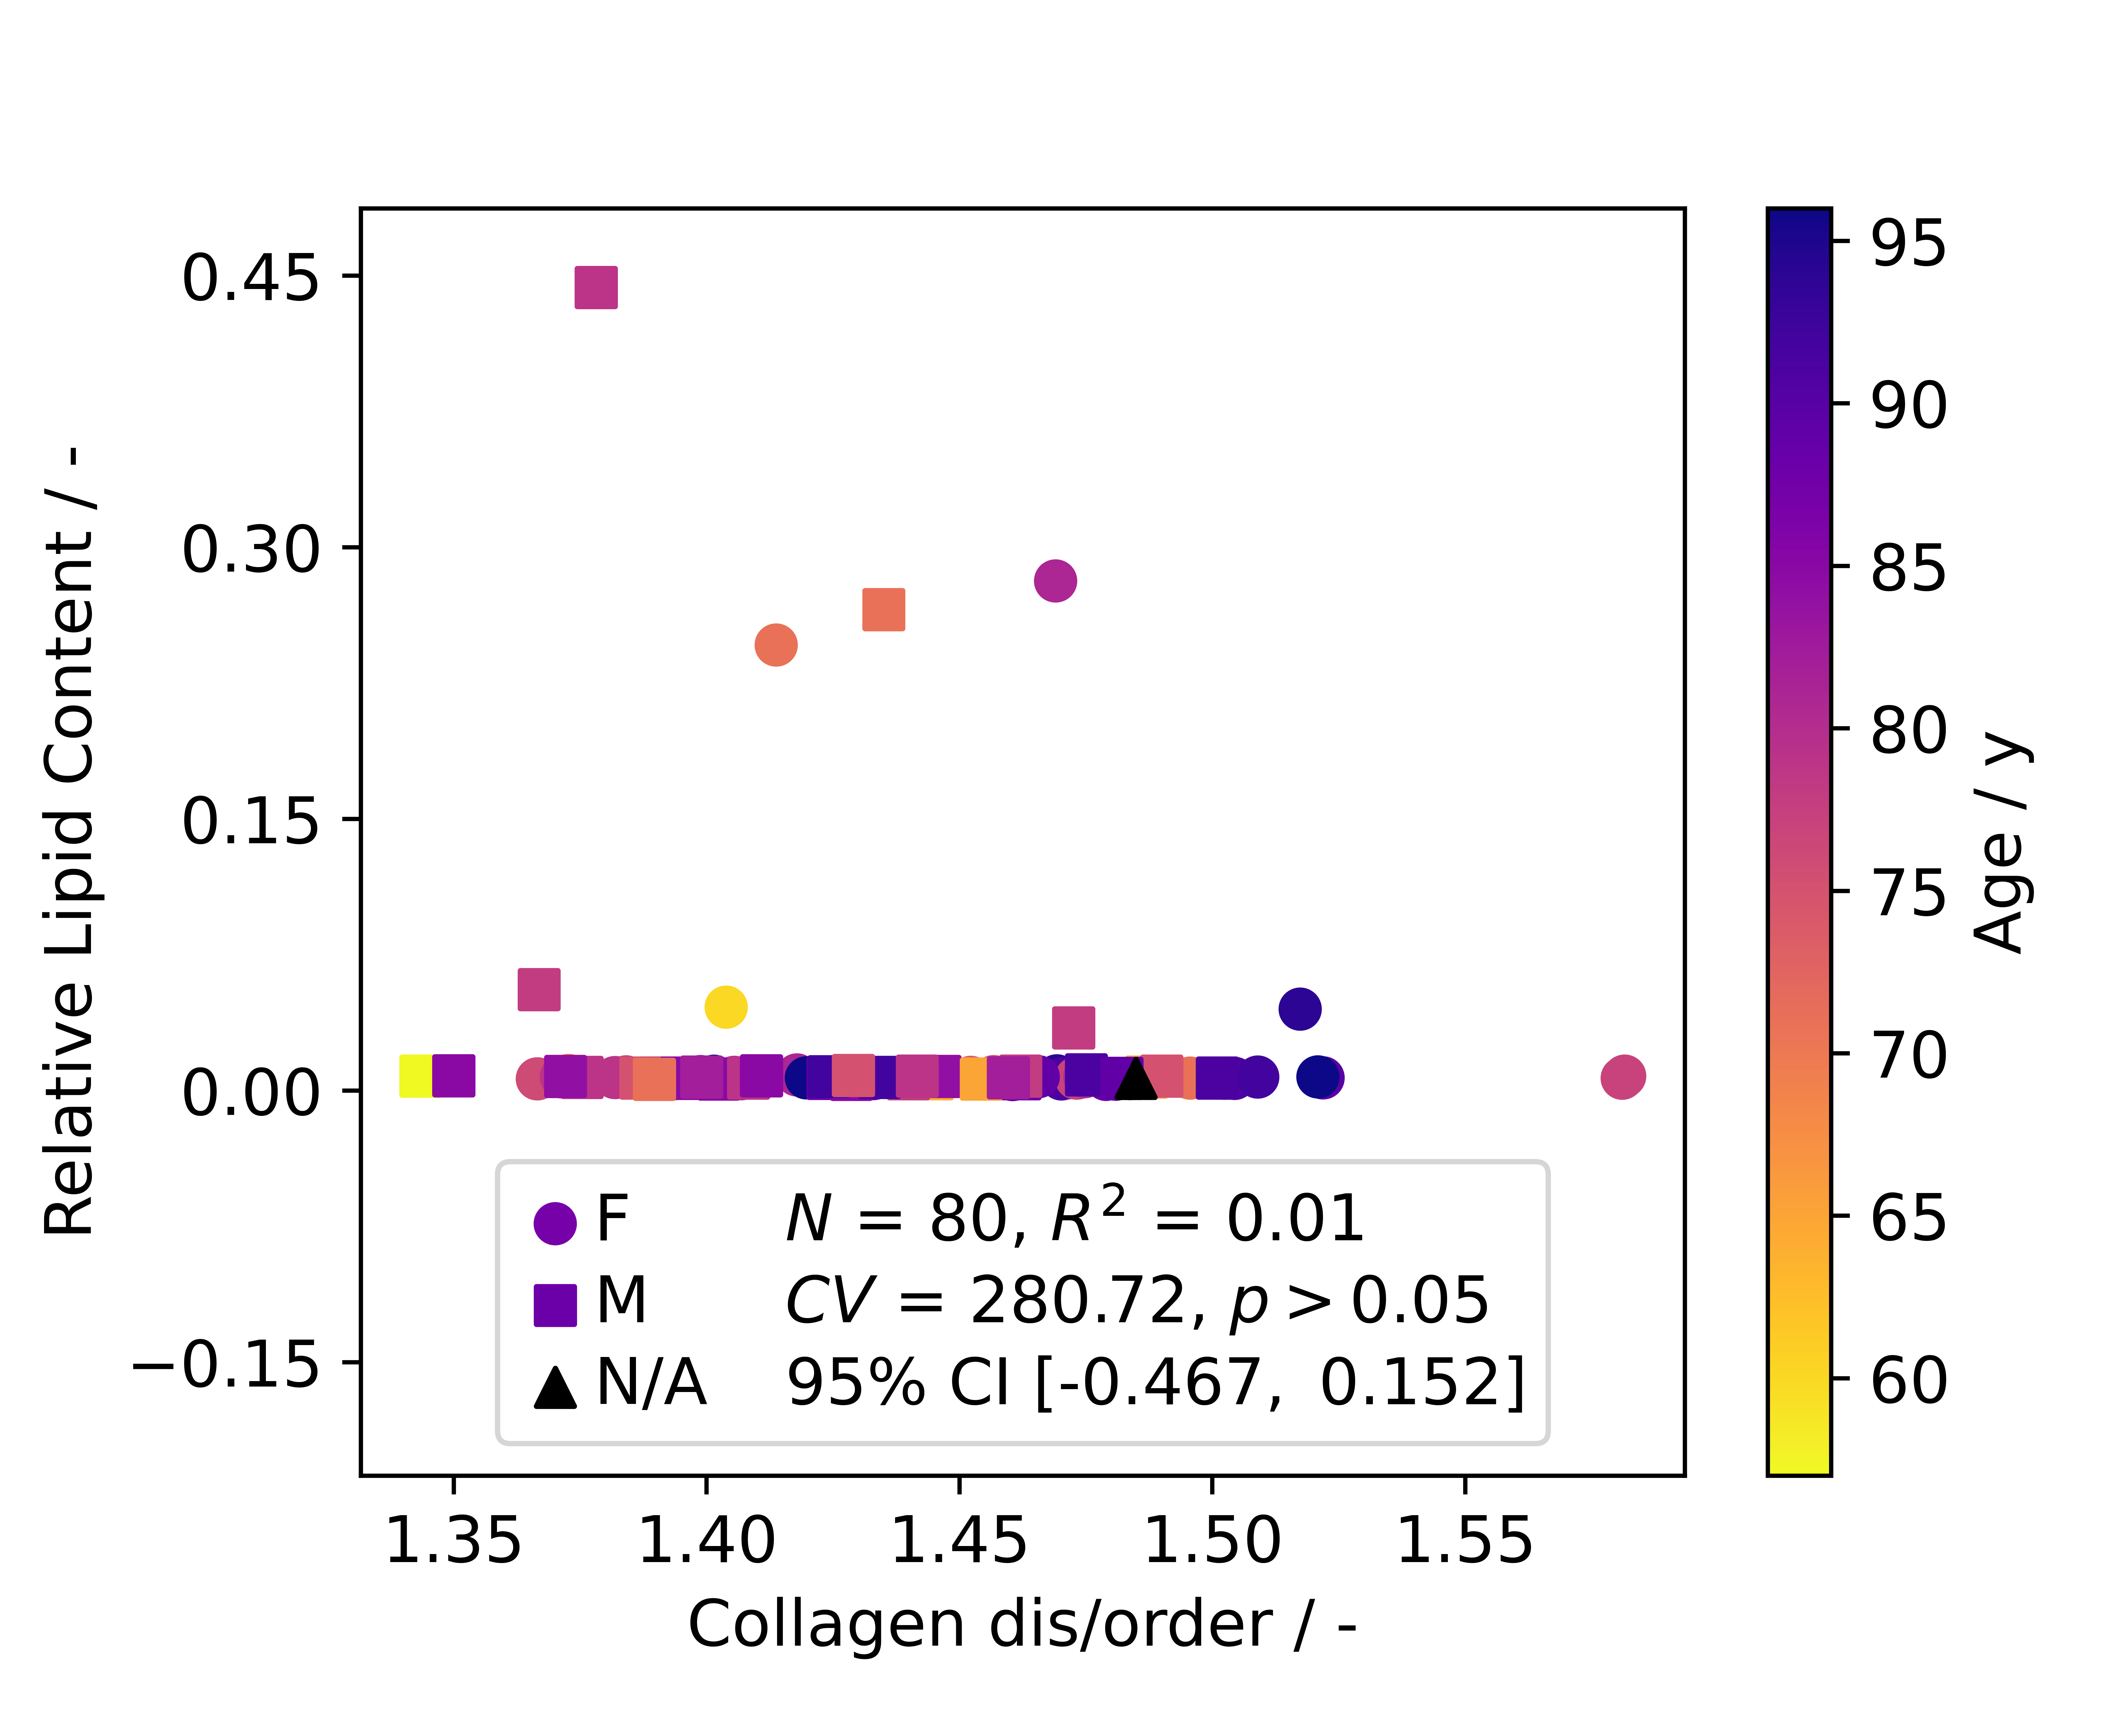 Relative Lipid Content / -
0.45
0.30
0.15
0.00
−0.15
F
M
N/A
N = 80, R² = 0.01
CV = 280.72, p > 0.05
95% CI [-0.467, 0.152]
1.35 1.40 1.45 1.50 1.55
Collagen dis/order / -
95
90
85
80
75
70
65
60
Age / y